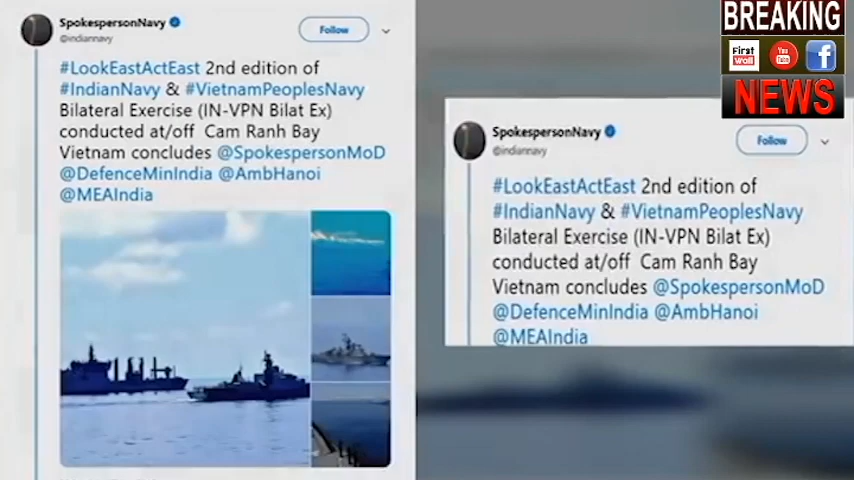 SpokespersonNavy
@indiannavy
Follow
#LookEastActEast 2nd edition of
#IndianNavy & #VietnamPeoplesNavy
Bilateral Exercise (IN-VPN Bilat Ex)
conducted at/off Cam Ranh Bay
Vietnam concludes @SpokespersonMoD
@DefenceMinIndia @AmbHanoi
@MEAIndia
BREAKING
First
Woll
You
Tube
f
NEWS
SpokespersonNavy
@indiannavy
Follow
#LookEastActEast 2nd edition of
#IndianNavy & #VietnamPeoplesNavy
Bilateral Exercise (IN-VPN Bilat Ex)
conducted at/off Cam Ranh Bay
Vietnam concludes @SpokespersonMoD
@DefenceMinIndia @AmbHanoi
@MEAIndia